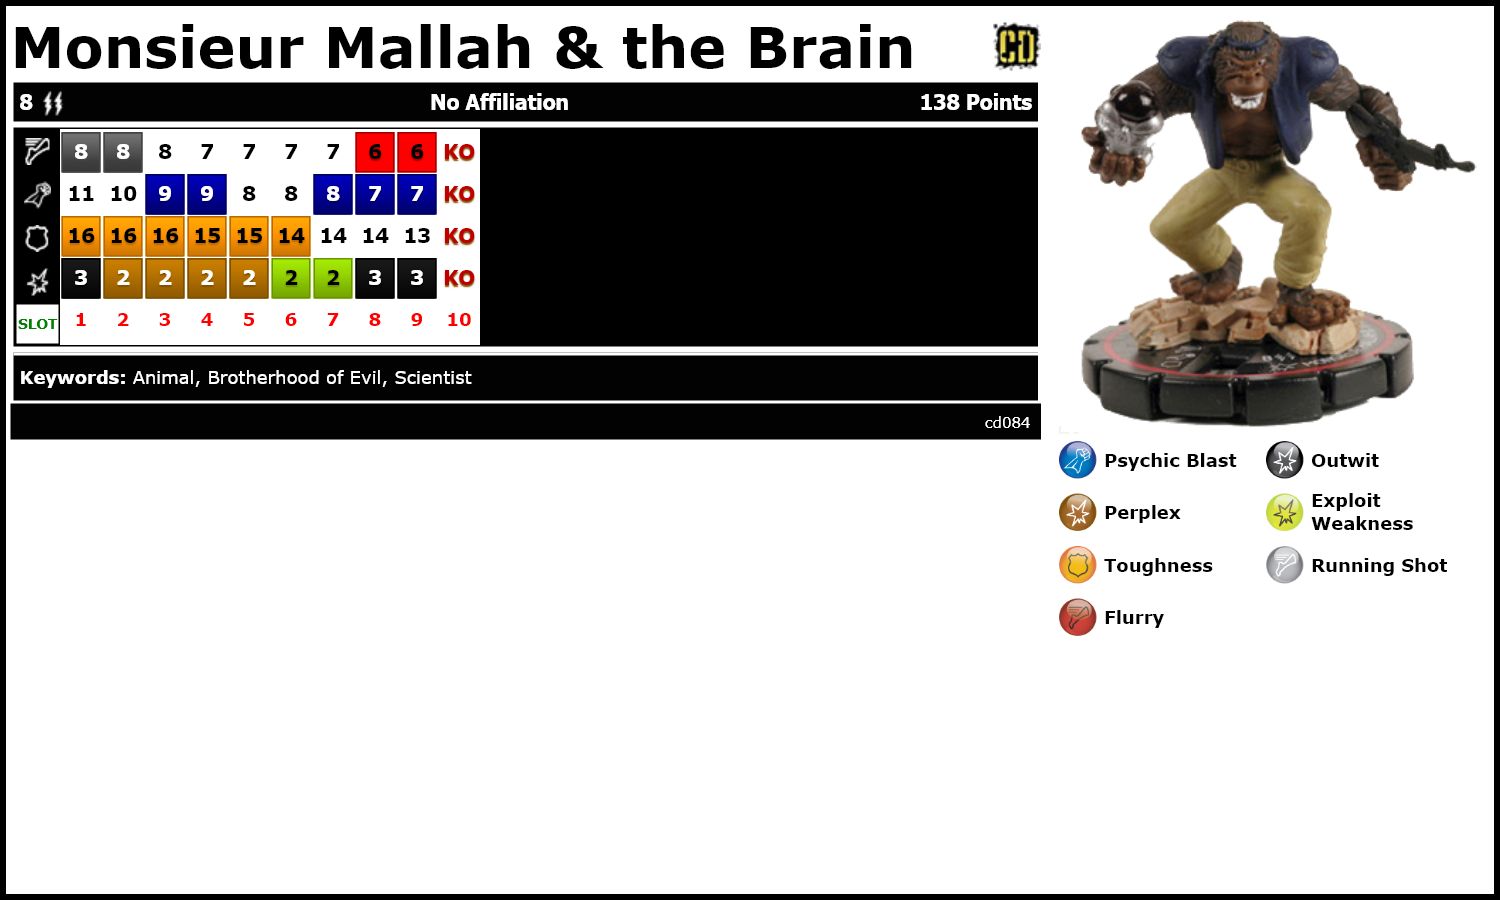 Monsieur Mallah & the Brain
CD
8 No Affiliation 138 Points
8 8 8 7 7 7 7 6 6 KO
11 10 9 9 8 8 8 7 7 KO
16 16 16 15 15 14 14 14 13 KO
3 2 2 2 2 2 2 3 3 KO
SLOT 1 2 3 4 5 6 7 8 9 10
Keywords: Animal, Brotherhood of Evil, Scientist
cd084
Psychic Blast
Outwit
Perplex
Exploit
Weakness
Toughness
Running Shot
Flurry